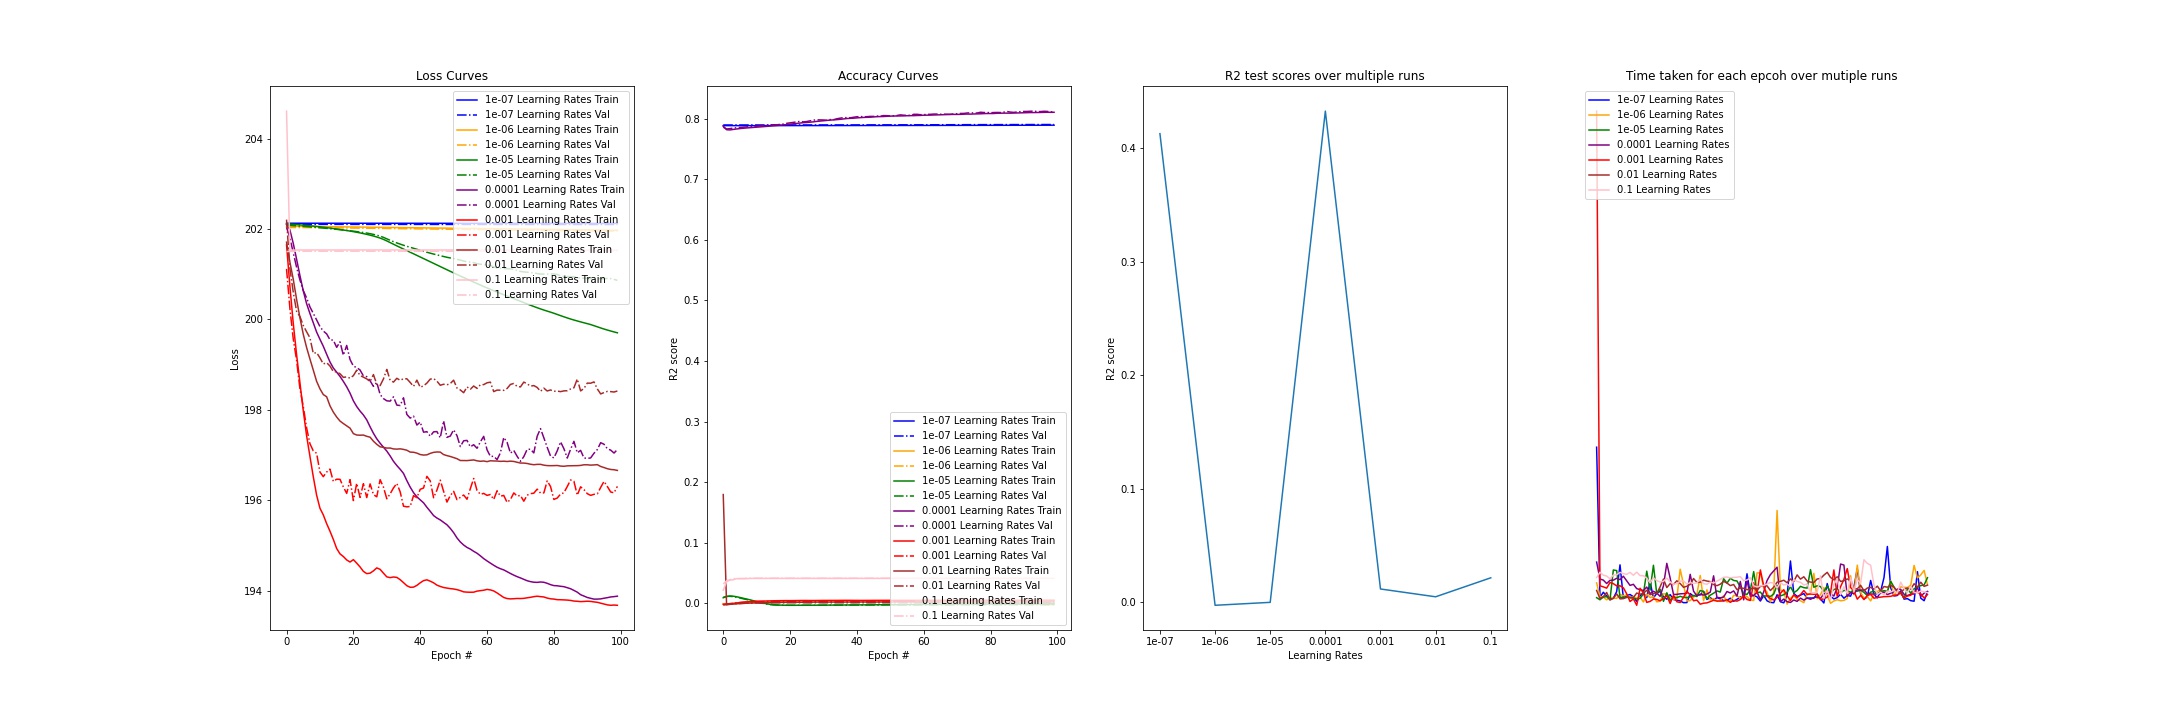 Loss Curves
204
202
200
198
196
194
Loss
0 20 40 60 80 100
Epoch #
1e-07 Learning Rates Train
1e-07 Learning Rates Val
1e-06 Learning Rates Train
1e-06 Learning Rates Val
1e-05 Learning Rates Train
1e-05 Learning Rates Val
0.0001 Learning Rates Train
0.0001 Learning Rates Val
0.001 Learning Rates Train
0.001 Learning Rates Val
0.01 Learning Rates Train
0.01 Learning Rates Val
0.1 Learning Rates Train
0.1 Learning Rates Val
Accuracy Curves
0.8
0.7
0.6
0.5
0.4
0.3
0.2
0.1
0.0
R2 score
0 20 40 60 80 100
Epoch #
1e-07 Learning Rates Train
1e-07 Learning Rates Val
1e-06 Learning Rates Train
1e-06 Learning Rates Val
1e-05 Learning Rates Train
1e-05 Learning Rates Val
0.0001 Learning Rates Train
0.0001 Learning Rates Val
0.001 Learning Rates Train
0.001 Learning Rates Val
0.01 Learning Rates Train
0.01 Learning Rates Val
0.1 Learning Rates Train
0.1 Learning Rates Val
R2 test scores over multiple runs
0.4
0.3
0.2
0.1
0.0
R2 score
1e-07 1e-06 1e-05 0.0001 0.001 0.01 0.1
Learning Rates
Time taken for each epcoh over mutiple runs
1e-07 Learning Rates
1e-06 Learning Rates
1e-05 Learning Rates
0.0001 Learning Rates
0.001 Learning Rates
0.01 Learning Rates
0.1 Learning Rates